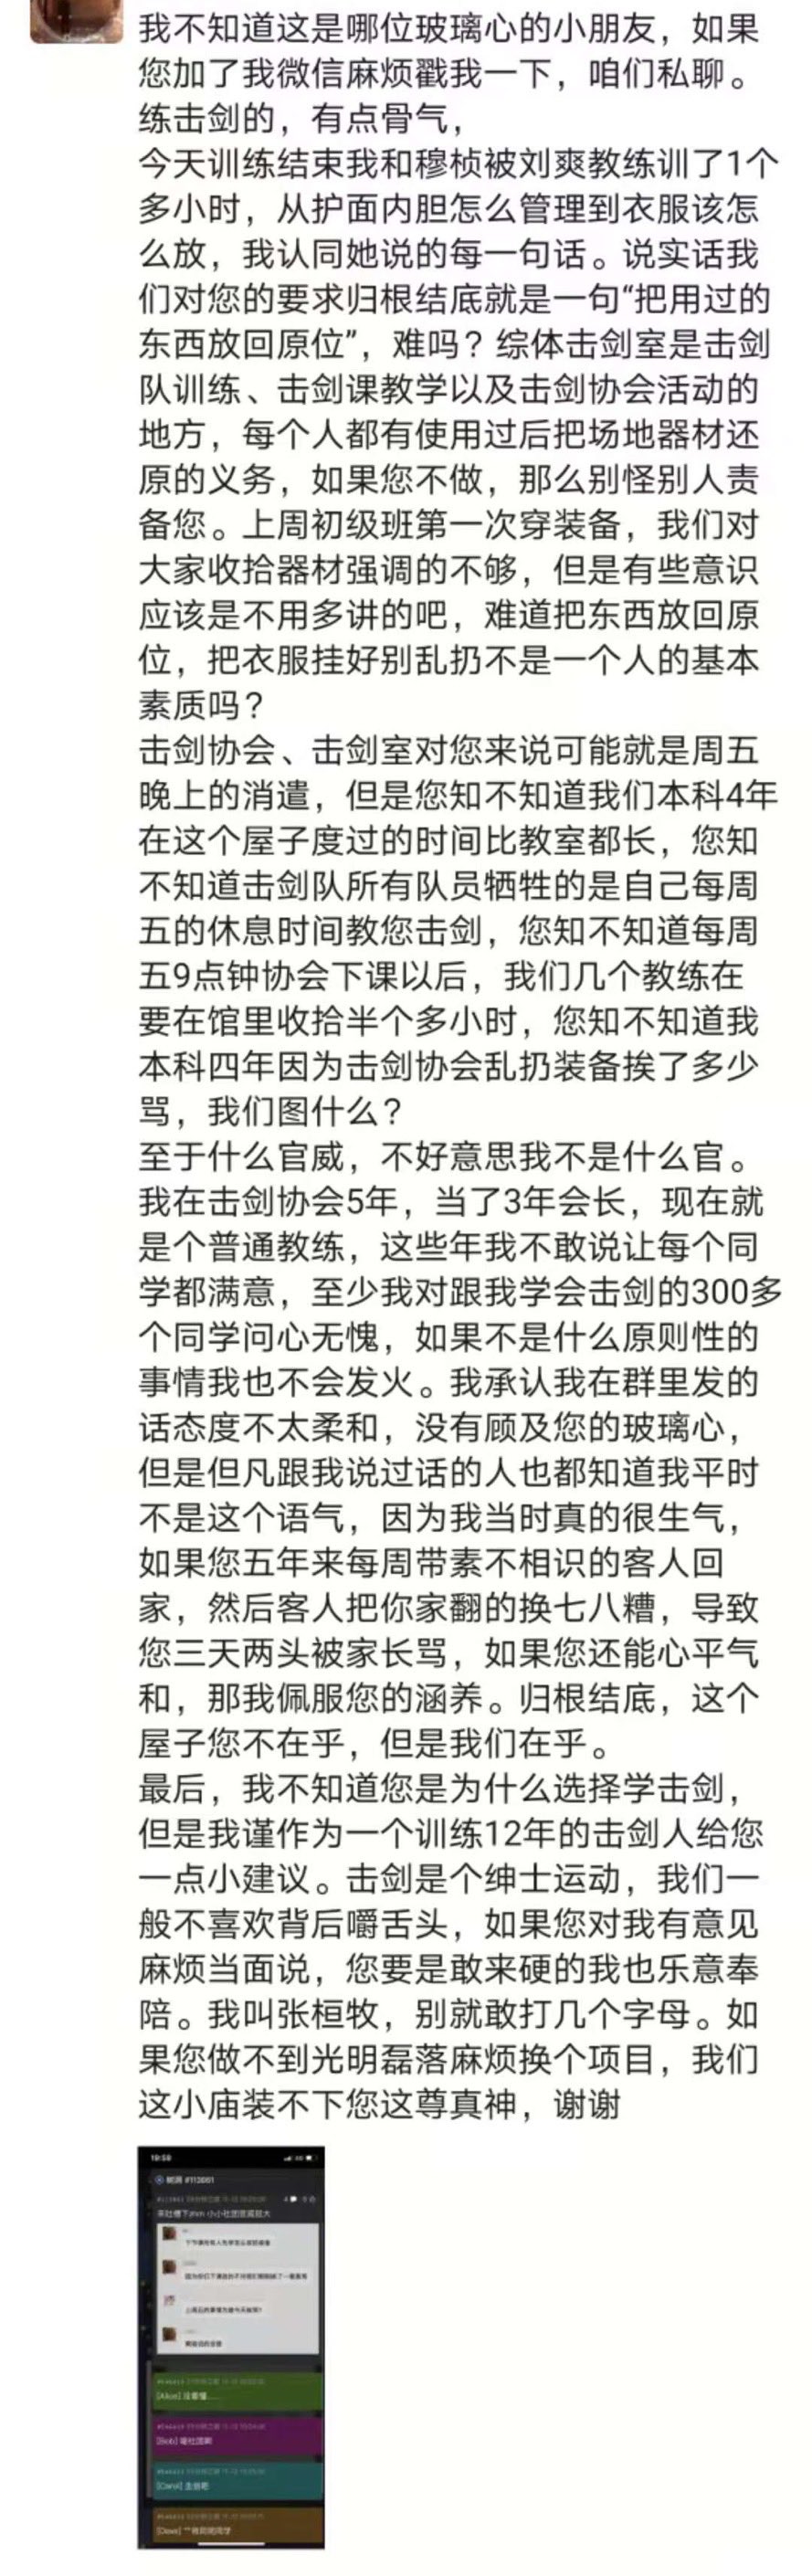 我不知道这是哪位玻璃心的小朋友，如果
您加了我微信麻烦戳我一下，咱们私聊。
练击剑的，有点骨气，
今天训练结束我和穆桢被刘爽教练训了1个
多小时，从护面内胆怎么管理到衣服该怎
么放，我认同她说的每一句话。说实话我
们对您的要求归根结底就是一句“把用过的
东西放回原位”，难吗？综体击剑室是击剑
队训练、击剑课教学以及击剑协会活动的
地方，每个人都有使用过后把场地器材还
原的义务，如果您不做，那么别怪别人责
备您。上周初级班第一次穿装备，我们对
大家收拾器材强调的不够，但是有些意识
应该是不用多讲的吧，难道把东西放回原
位，把衣服挂好别乱扔不是一个人的基本
素质吗？
击剑协会、击剑室对您来说可能就是周五
晚上的消遣，但是您知不知道我们本科4年
在这个屋子度过的时间比教室都长，您知
不知道击剑队所有队员牺牲的是自己每周
五的休息时间教您击剑，您知不知道每周
五9点钟协会下课以后，我们几个教练在
要在馆里收拾半个多小时，您知不知道我
本科四年因为击剑协会乱扔装备挨了多少
骂，我们图什么？
至于什么官威，不好意思我不是什么官。
我在击剑协会5年，当了3年会长，现在就
是个普通教练，这些年我不敢说让每个同
学都满意，至少我对跟我学会击剑的300多
个同学问心无愧，如果不是什么原则性的
事情我也不会发火。我承认我在群里发的
话态度不太柔和，没有顾及您的玻璃心，
但是但凡跟我说过话的人也都知道我平时
不是这个语气，因为我当时真的很生气，
如果您五年来每周带素不相识的客人回
家，然后客人把你家翻的换七八糟，导致
您三天两头被家长骂，如果您还能心平气
和，那我佩服您的涵养。归根结底，这个
屋子您不在乎，但是我们在乎。
最后，我不知道您是为什么选择学击剑，
但是我谨作为一个训练12年的击剑人给您
一点小建议。击剑是个绅士运动，我们一
般不喜欢背后嚼舌头，如果您对我有意见
麻烦当面说，您要是敢来硬的我也乐意奉
陪。我叫张桓牧，别就敢打几个字母。如
果您做不到光明磊落麻烦换个项目，我们
这小庙装不下您这尊真神，谢谢
19:59
树洞 #113861
[Alice] 没看懂......
[Bob]
[Carol]
[Dave]